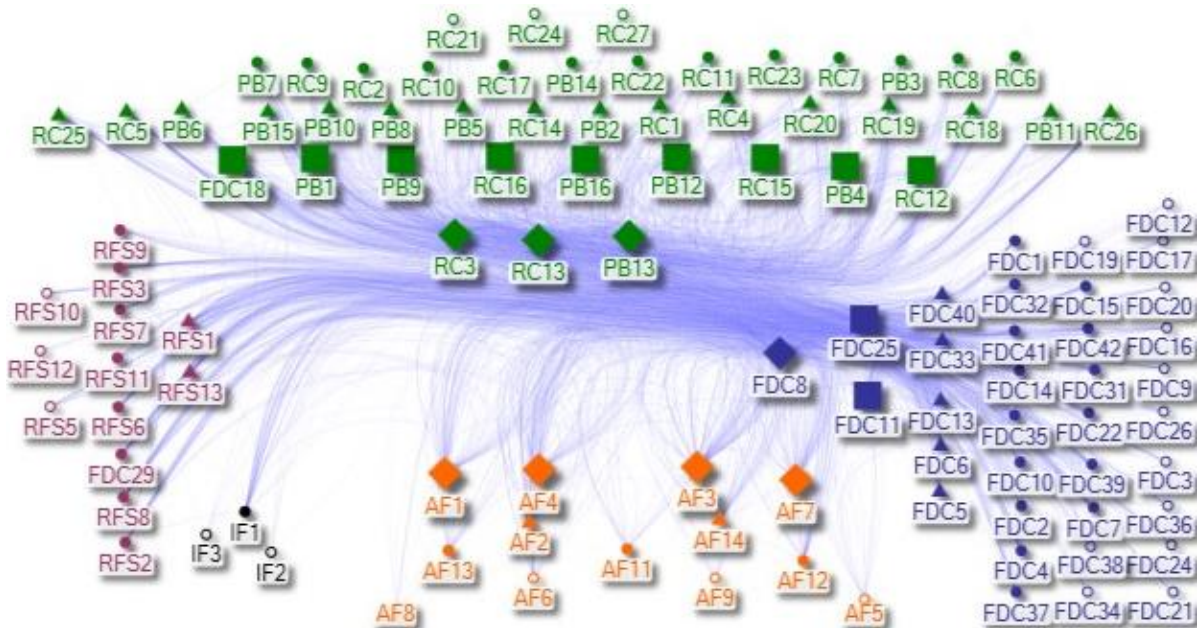 RC21
RC24
RC27
PB7
RC9
RC2
RC10
RC17
PB14
RC22
RC11
RC23
RC7
PB3
RC8
RC6
RC25
RC5
PB6
PB15
PB10
PB8
PB5
RC14
PB2
RC1
RC4
RC20
RC19
RC18
PB11
RC26
FDC18
PB1
PB9
RC16
PB16
PB12
RC15
PB4
RC12
RC3
RC13
PB13
RFS9
RFS3
RFS10
RFS7
RFS1
RFS12
RFS11
RFS13
RFS5
RFS6
FDC29
RFS8
RFS2
IF1
IF3
IF2
AF1
AF4
AF3
AF7
AF2
AF14
AF13
AF11
AF12
AF6
AF9
AF8
AF5
FDC8
FDC25
FDC11
FDC40
FDC33
FDC13
FDC6
FDC5
FDC12
FDC1
FDC19
FDC17
FDC32
FDC15
FDC20
FDC41
FDC42
FDC16
FDC14
FDC31
FDC9
FDC35
FDC22
FDC26
FDC10
FDC39
FDC3
FDC2
FDC7
FDC36
FDC4
FDC38
FDC24
FDC37
FDC34
FDC21